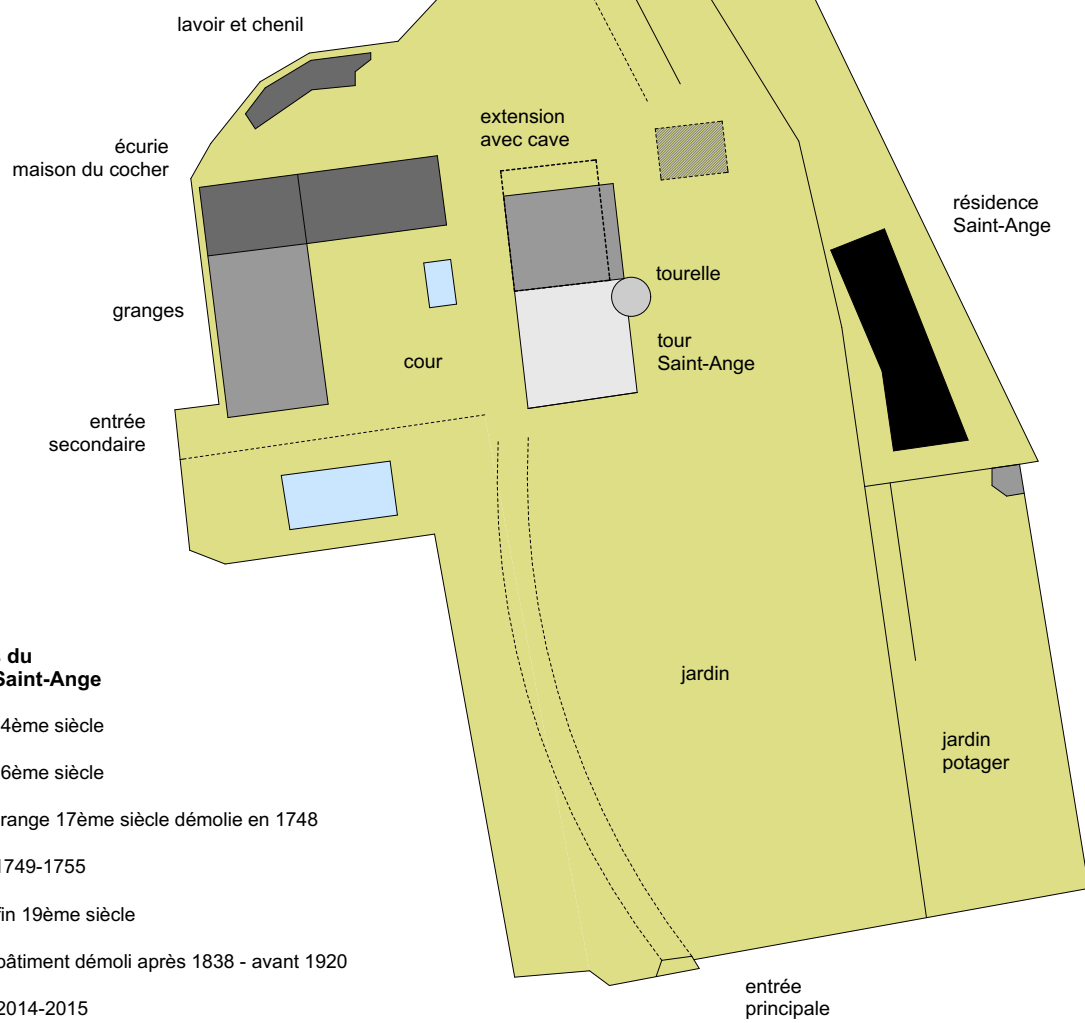 lavoir et chenil
extension
avec cave
écurie
maison du cocher
résidence
Saint-Ange
tourelle
granges
tour
Saint-Ange
cour
entrée
secondaire
du
Saint-Ange
4ème siècle
6ème siècle
range 17ème siècle démolie en 1748
1749-1755
fin 19ème siècle
bâtiment démoli après 1838 - avant 1920
2014-2015
jardin
jardin
potager
entrée
principale